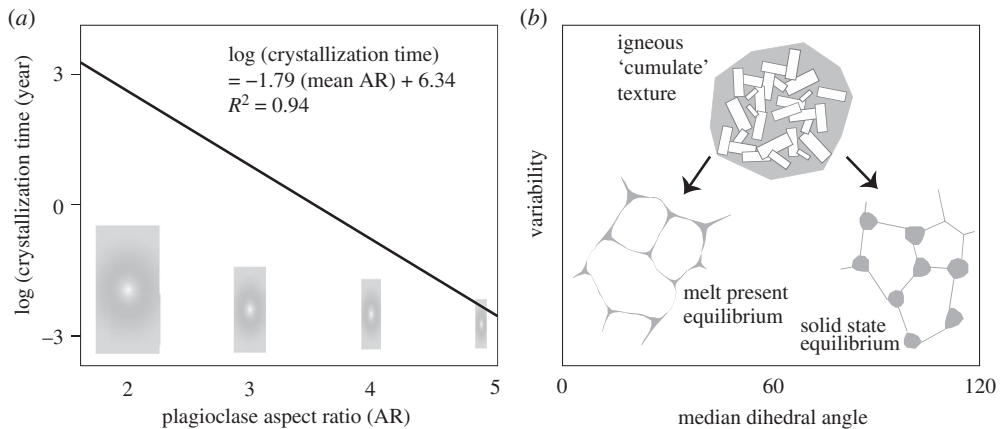 (a)
log (crystallization time) (year)
3
0
−3
log (crystallization time)
= −1.79 (mean AR) + 6.34
R² = 0.94
2 3 4 5
plagioclase aspect ratio (AR)
(b)
variability
igneous
‘cumulate’
texture
melt present
equilibrium
solid state
equilibrium
0 60 120
median dihedral angle